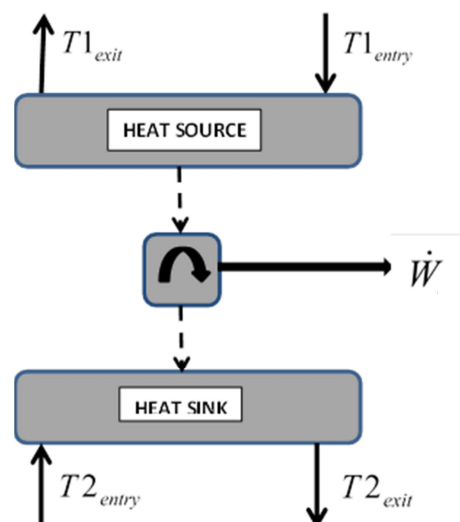 T1exit
T1entry
HEAT SOURCE
Ẇ
HEAT SINK
T2entry
T2exit